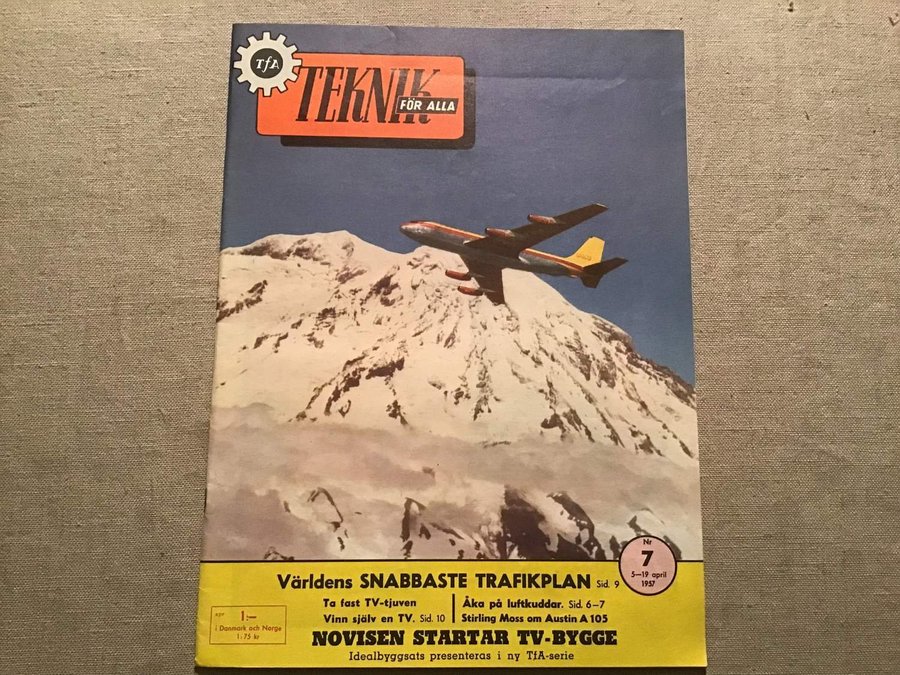 TfA
TEKNIK
FÖR ALLA
Nr
7
5—19 april
1957
Världens SNABBASTE TRAFIKPLAN Sid. 9
Ta fast TV-tjuven
Vinn själv en TV. Sid. 10
Åka på luftkuddar. Sid. 6–7
Stirling Moss om Austin A 105
1:—
i Danmark och Norge
1:75 kr
NOVISEN STARTAR TV-BYGGE
Idealbyggsats presenteras i ny TfA-serie